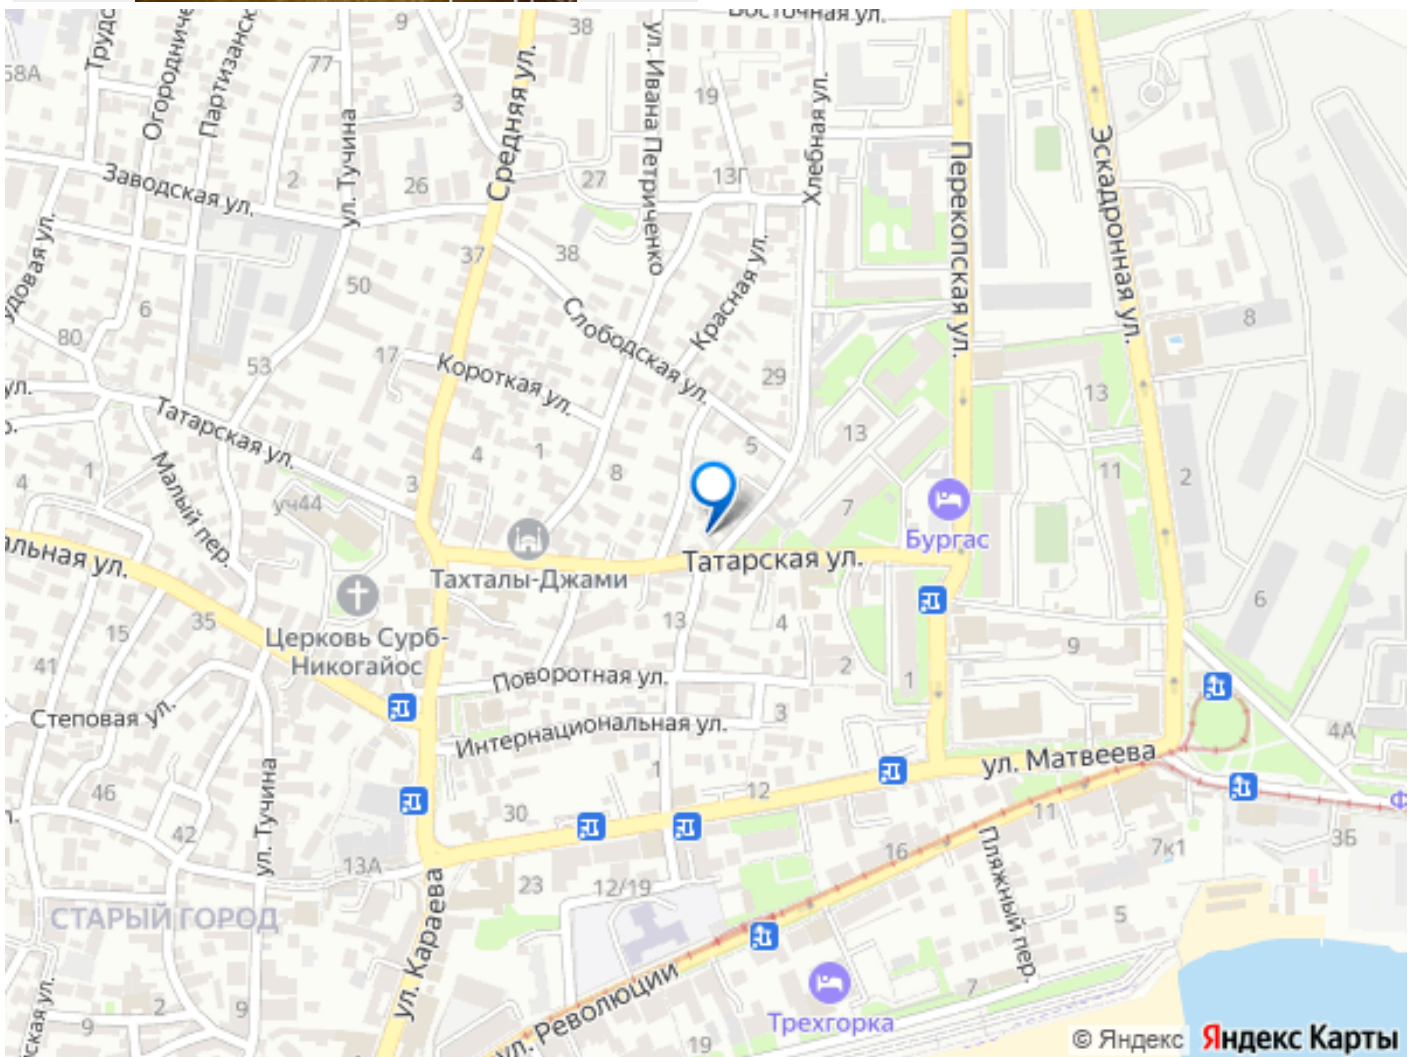 Восточная ул.
9
38
58А
77
3
19
Огородниче
Партизанск
Трудо
ул. Тучина
Средняя ул.
ул. Ивана Петриченко
Хлебная ул.
Перекопская ул.
Эскадронная ул.
Заводская ул.
2
26
27
13Г
37
38
Красная ул.
удовая ул.
50
6
80
53
17
Слободская ул.
Короткая ул.
29
8
13
13
ул.
Татарская ул.
Малый пер.
4
1
уч44
3
4
1
8
5
7
11
2
Бургас
альная ул.
Татарская ул.
Тахталы-Джами
Церковь Сурб-
Никогайос
35
15
41
13
4
2
1
9
6
Поворотная ул.
Степовая ул.
Интернациональная ул.
3
4А
ул. Матвеева
46
42
ул. Тучина
1
12
30
11
16
7к1
3Б
13А
23
12/19
СТАРЫЙ ГОРОД
ул. Караева
Пляжный пер.
5
7
ская ул.
9
9
ул. Революции
Трехгорка
19
© Яндекс Яндекс Карты